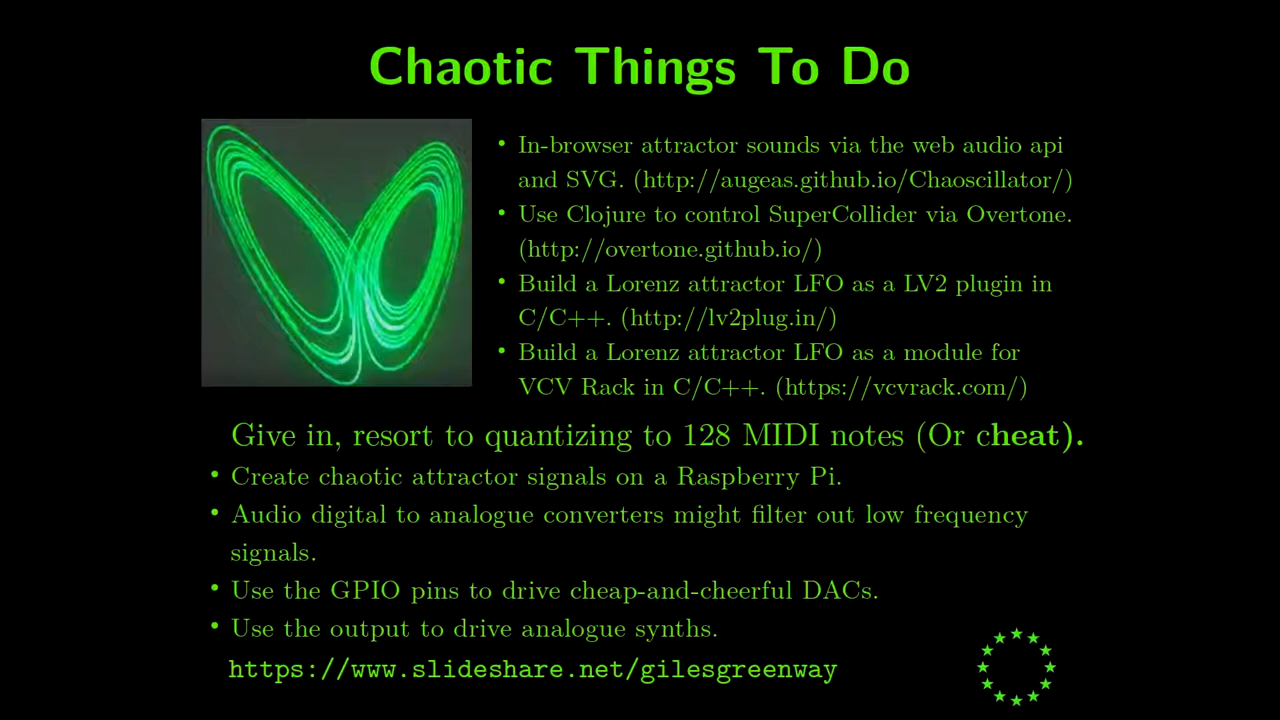 Chaotic Things To Do
• In-browser attractor sounds via the web audio api
and SVG. (http://augeas.github.io/Chaoscillator/)
• Use Clojure to control SuperCollider via Overtone.
(http://overtone.github.io/)
• Build a Lorenz attractor LFO as a LV2 plugin in
C/C++. (http://lv2plug.in/)
• Build a Lorenz attractor LFO as a module for
VCV Rack in C/C++. (https://vcvrack.com/)
Give in, resort to quantizing to 128 MIDI notes (Or cheat).
• Create chaotic attractor signals on a Raspberry Pi.
• Audio digital to analogue converters might filter out low frequency
signals.
• Use the GPIO pins to drive cheap-and-cheerful DACs.
• Use the output to drive analogue synths.
https://www.slideshare.net/gilesgreenway